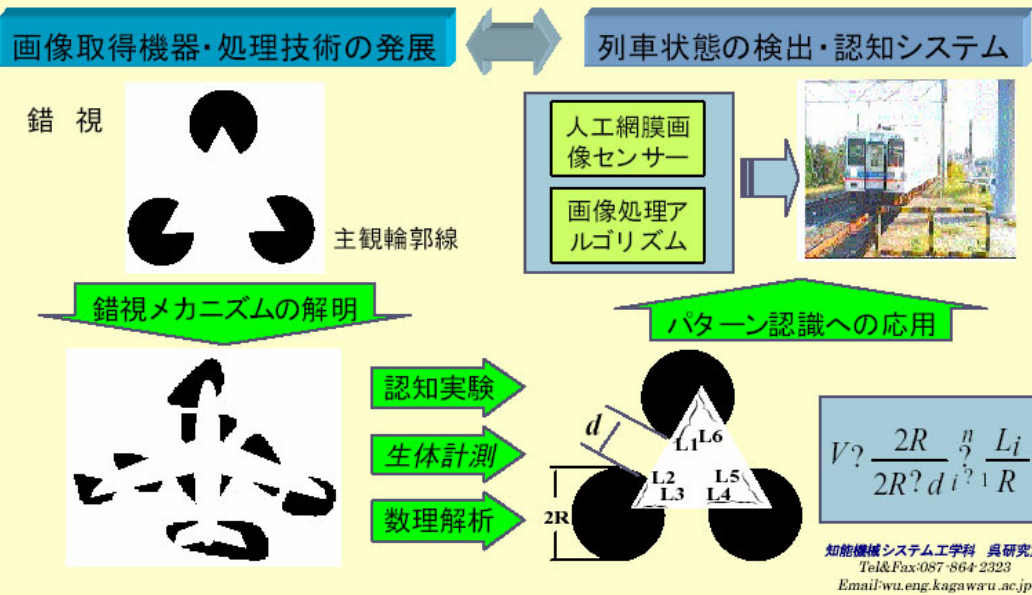 画像取得機器・処理技術の発展
列車状態の検出・認知システム
錯 視
主観輪郭線
人工網膜画
像センサー
画像処理ア
ルゴリズム
錯視メカニズムの解明
パターン認識への応用
認知実験
生体計測
数理解析
d
2R
L1 L6
L2 L5
L3 L4
V? 2R / 2R? d n ? i? 1 Li / R
知能機械システム工学科 呉研究
Tel&Fax:087-864-2323
Email:wu.eng.kagawa-u.ac.jp